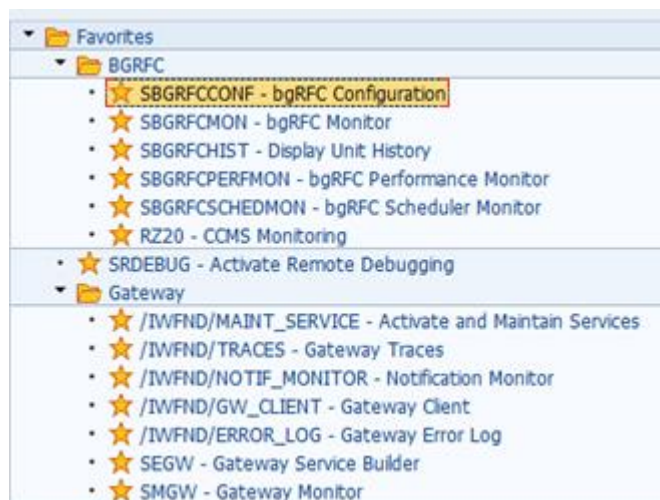 Favorites
BGRFC
SBGRFCCONF - bgRFC Configuration
SBGRFCMON - bgRFC Monitor
SBGRFCHIST - Display Unit History
SBGRFCPERFMON - bgRFC Performance Monitor
SBGRFCSCHEDMON - bgRFC Scheduler Monitor
RZ20 - CCMS Monitoring
SRDEBUG - Activate Remote Debugging
Gateway
/IWFND/MAINT_SERVICE - Activate and Maintain Services
/IWFND/TRACES - Gateway Traces
/IWFND/NOTIF_MONITOR - Notification Monitor
/IWFND/GW_CLIENT - Gateway Client
/IWFND/ERROR_LOG - Gateway Error Log
SEGW - Gateway Service Builder
SMGW - Gateway Monitor